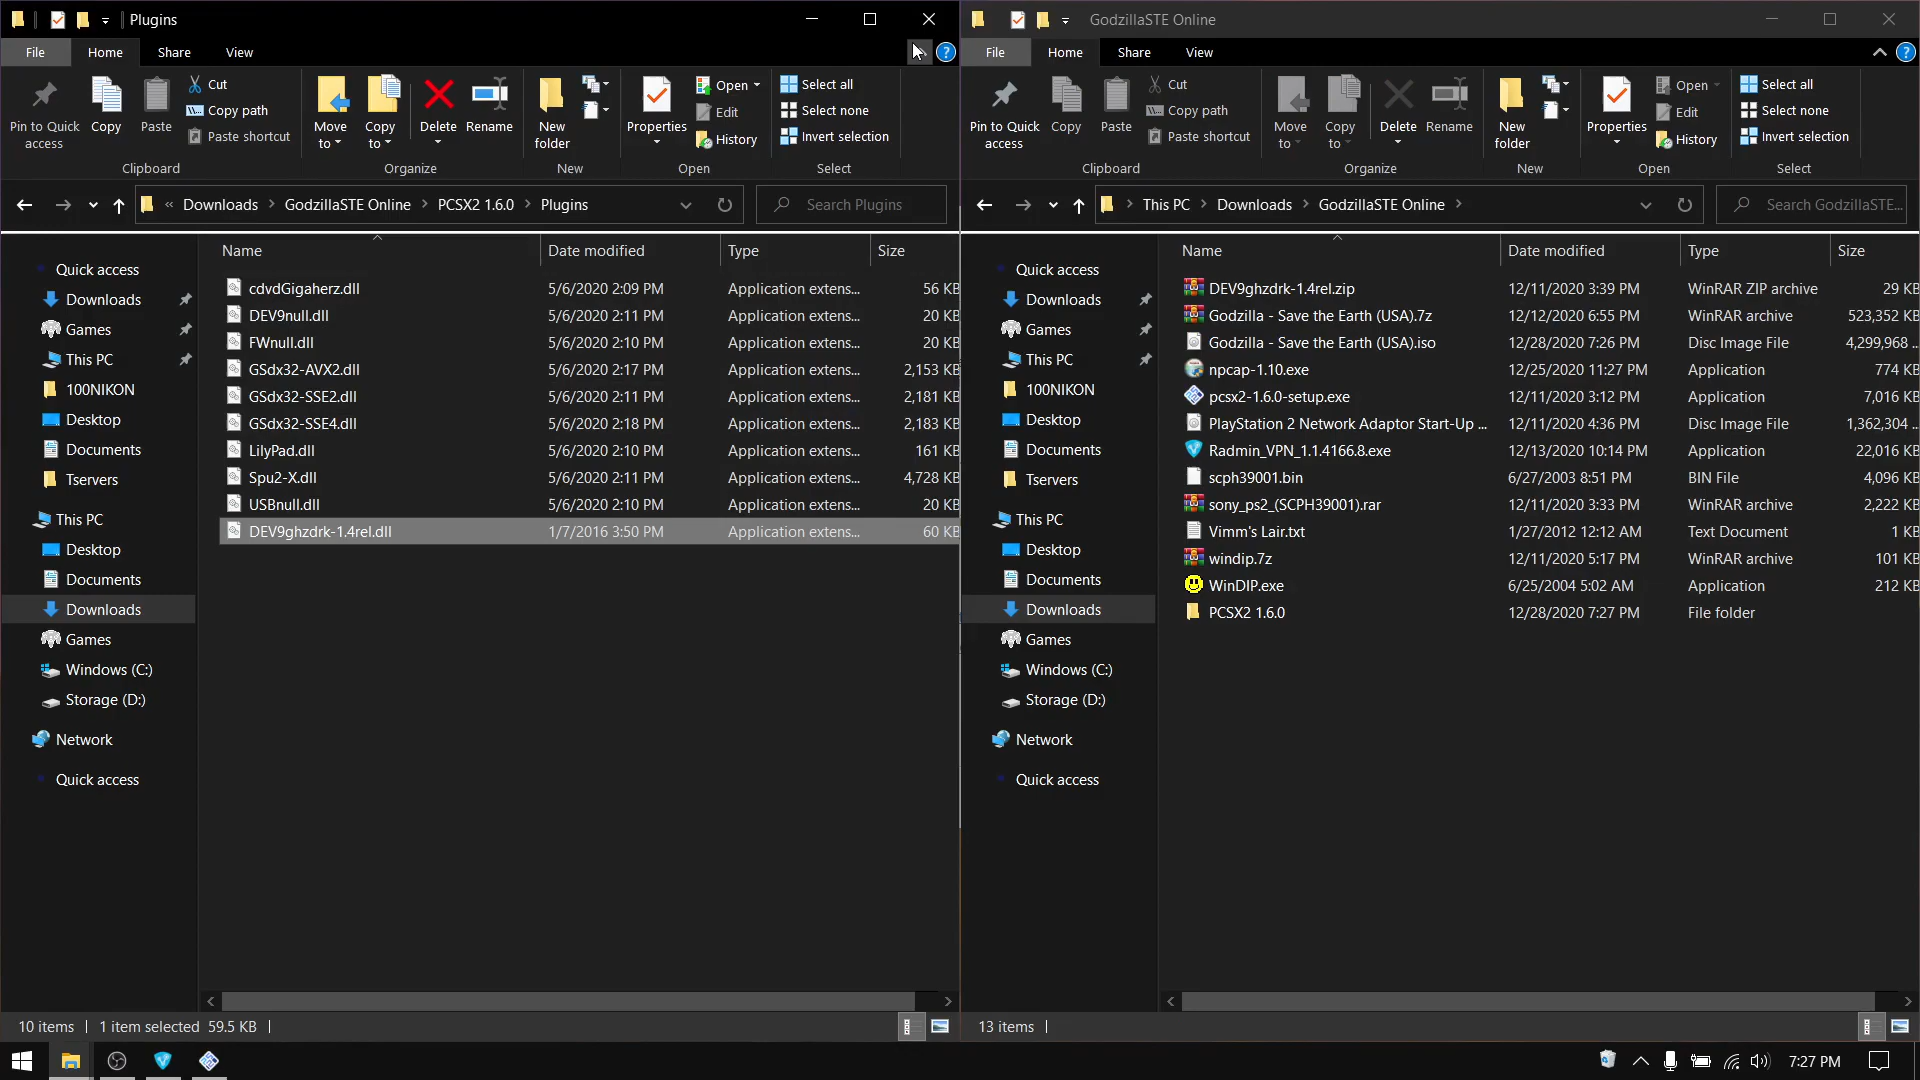 Plugins
File
Home
Share
View
Pin to Quick access
Copy
Paste
Cut
Copy path
Paste shortcut
Clipboard
Move to
Copy to
Delete
Rename
Organize
New folder
New
Properties
Open
Edit
History
Open
Select all
Select none
Invert selection
Select
« Downloads > GodzillaSTE Online > PCSX2 1.6.0 > Plugins
Search Plugins
Quick access
Downloads
Games
This PC
100NIKON
Desktop
Documents
Tservers
This PC
Desktop
Documents
Downloads
Games
Windows (C:)
Storage (D:)
Network
Quick access
Name Date modified Type Size
cdvdGigaherz.dll 5/6/2020 2:09 PM Application extens... 56 KB
DEV9null.dll 5/6/2020 2:11 PM Application extens... 20 KB
FWnull.dll 5/6/2020 2:10 PM Application extens... 20 KB
GSdx32-AVX2.dll 5/6/2020 2:17 PM Application extens... 2,153 KB
GSdx32-SSE2.dll 5/6/2020 2:11 PM Application extens... 2,181 KB
GSdx32-SSE4.dll 5/6/2020 2:18 PM Application extens... 2,183 KB
LilyPad.dll 5/6/2020 2:10 PM Application extens... 161 KB
Spu2-X.dll 5/6/2020 2:11 PM Application extens... 4,728 KB
USBnull.dll 5/6/2020 2:10 PM Application extens... 20 KB
DEV9ghzdrk-1.4rel.dll 1/7/2016 3:50 PM Application extens... 60 KB
10 items 1 item selected 59.5 KB
GodzillaSTE Online
File
Home
Share
View
Pin to Quick access
Copy
Paste
Cut
Copy path
Paste shortcut
Clipboard
Move to
Copy to
Delete
Rename
Organize
New folder
New
Properties
Open
Edit
History
Open
Select all
Select none
Invert selection
Select
> This PC > Downloads > GodzillaSTE Online >
Search GodzillaSTE...
Quick access
Downloads
Games
This PC
100NIKON
Desktop
Documents
Tservers
This PC
Desktop
Documents
Downloads
Games
Windows (C:)
Storage (D:)
Network
Quick access
Name Date modified Type Size
DEV9ghzdrk-1.4rel.zip 12/11/2020 3:39 PM WinRAR ZIP archive 29 KB
Godzilla - Save the Earth (USA).7z 12/12/2020 6:55 PM WinRAR archive 523,352 KB
Godzilla - Save the Earth (USA).iso 12/28/2020 7:26 PM Disc Image File 4,299,968 ..
npcap-1.10.exe 12/25/2020 11:27 PM Application 774 KB
pcsx2-1.6.0-setup.exe 12/11/2020 3:12 PM Application 7,016 KB
PlayStation 2 Network Adaptor Start-Up ... 12/11/2020 4:36 PM Disc Image File 1,362,304 ..
Radmin_VPN_1.1.4166.8.exe 12/13/2020 10:14 PM Application 22,016 KB
scph39001.bin 6/27/2003 8:51 PM BIN File 4,096 KB
sony_ps2_(SCPH39001).rar 12/11/2020 3:33 PM WinRAR archive 2,222 KB
Vimm's Lair.txt 1/27/2012 12:12 AM Text Document 1 KB
windip.7z 12/11/2020 5:17 PM WinRAR archive 101 KB
WinDIP.exe 6/25/2004 5:02 AM Application 212 KB
PCSX2 1.6.0 12/28/2020 7:27 PM File folder
13 items
7:27 PM